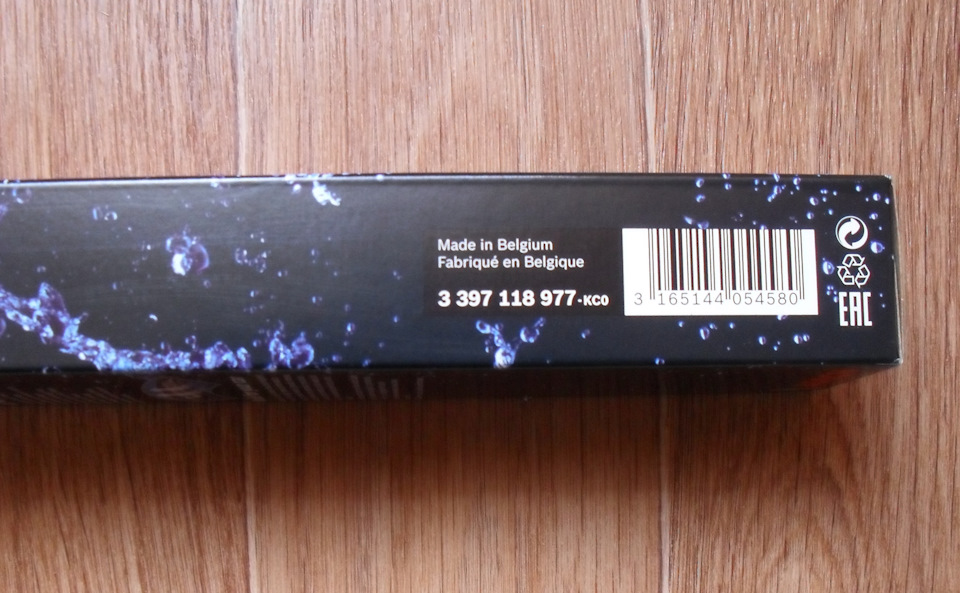 Made in Belgium
Fabriqué en Belgique
3 397 118 977-KC0
3 165144 054580
EAC